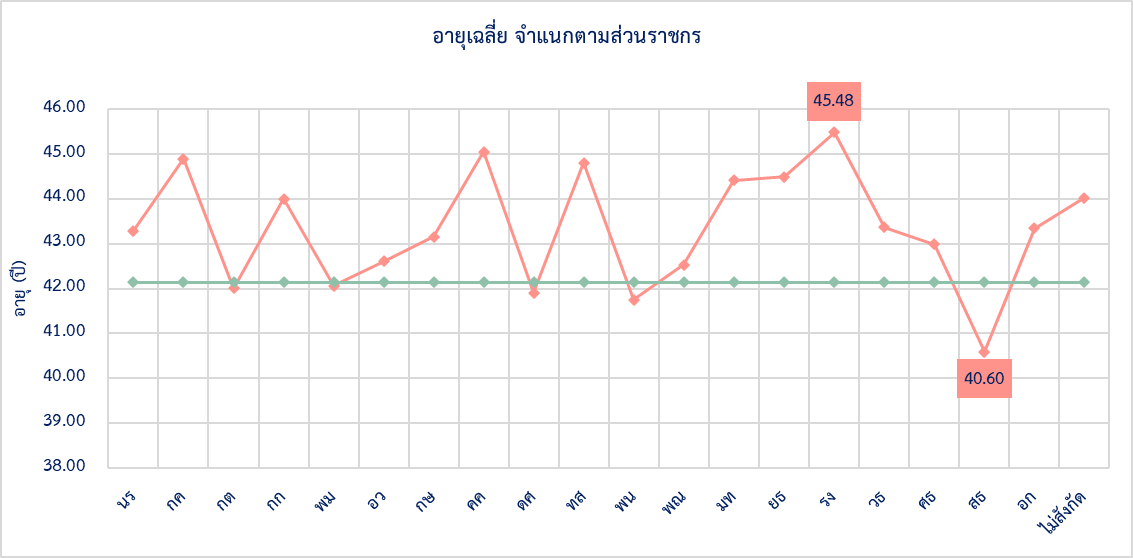 อายุเฉลี่ย จำแนกตามส่วนราชกร
46.00
45.00
44.00
43.00
42.00
41.00
40.00
39.00
38.00
อายุ (ปี)
45.48
40.60
นร
กค
กต
กก
พม
อว
กษ
คค
ดศ
ทส
พน
พณ
มท
ยธ
รง
วธ
ศธ
สธ
อก
ไม่สังกัด